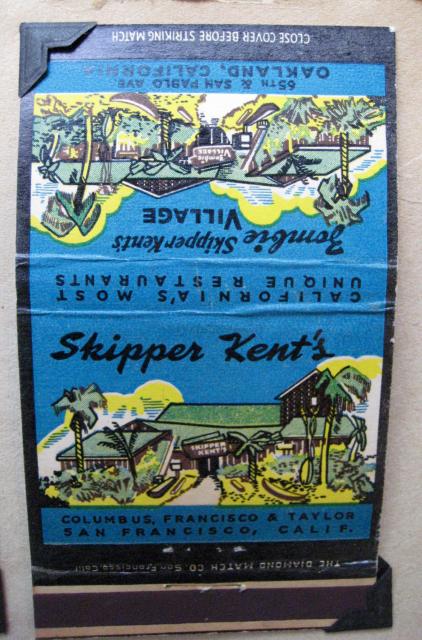 CLOSE COVER BEFORE STRIKING MATCH
65TH & SAN PABLO AVE.
OAKLAND, CALIFORNIA
Zombie
VILLAGE
Skipper Kent's
Zombie
VILLAGE
CALIFORNIA'S MOST
UNIQUE RESTAURANTS
Skipper Kent's
SKIPPER
KENT'S
COLUMBUS, FRANCISCO & TAYLOR
SAN FRANCISCO, CALIF.
THE DIAMOND MATCH CO. San Francisco, Calif.